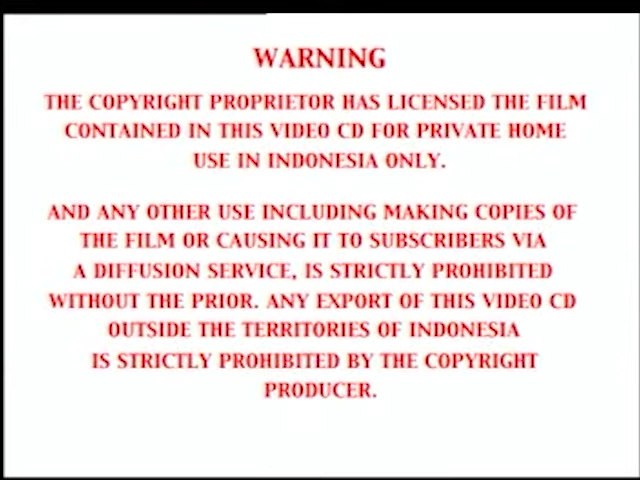 WARNING
THE COPYRIGHT PROPRIETOR HAS LICENSED THE FILM
CONTAINED IN THIS VIDEO CD FOR PRIVATE HOME
USE IN INDONESIA ONLY.
AND ANY OTHER USE INCLUDING MAKING COPIES OF
THE FILM OR CAUSING IT TO SUBSCRIBERS VIA
A DIFFUSION SERVICE, IS STRICTLY PROHIBITED
WITHOUT THE PRIOR. ANY EXPORT OF THIS VIDEO CD
OUTSIDE THE TERRITORIES OF INDONESIA
IS STRICTLY PROHIBITED BY THE COPYRIGHT
PRODUCER.